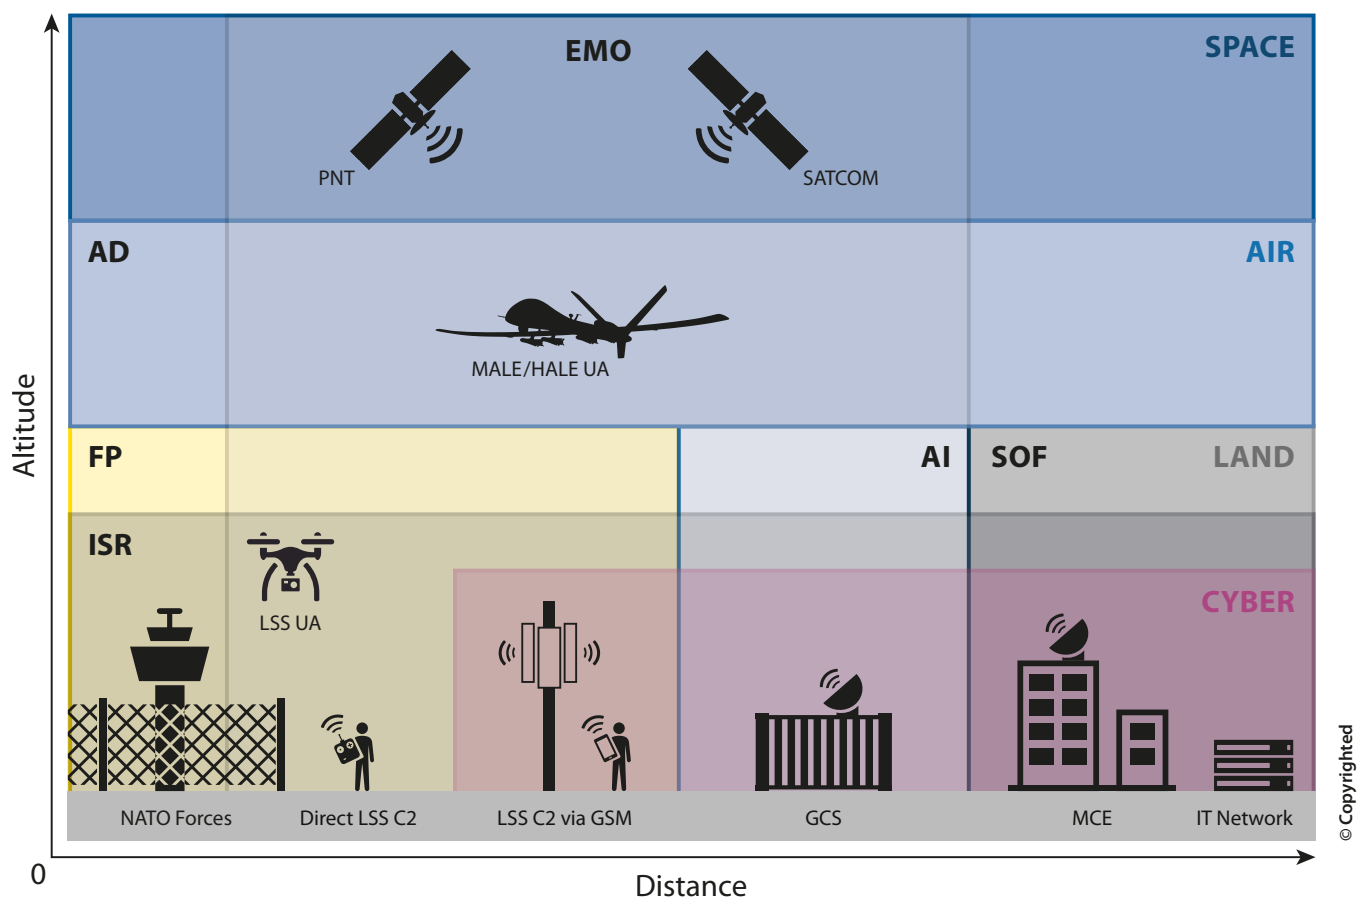 EMO
SPACE
PNT
SATCOM
AD
AIR
MALE/HALE UA
Altitude
FP
AI
SOF
LAND
ISR
LSS UA
CYBER
NATO Forces
Direct LSS C2
LSS C2 via GSM
GCS
MCE
IT Network
© Copyrighted
0
Distance